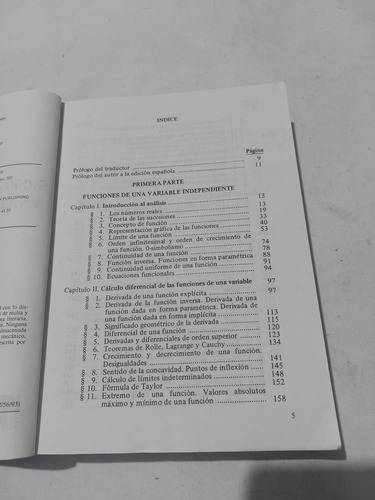 INDICE
Página
Prólogo del traductor 9
Prólogo del autor a la edición española 11
PRIMERA PARTE
FUNCIONES DE UNA VARIABLE INDEPENDIENTE
Capítulo I. Introducción al análisis 13
§ 1. Los números reales 13
§ 2. Teoría de las sucesiones 19
§ 3. Concepto de función 33
§ 4. Representación gráfica de las funciones 40
§ 5. Límite de una función 53
§ 6. Orden infinitesimal y orden de crecimiento de
una función. 0-simbolismo 74
§ 7. Continuidad de una función 78
§ 8. Función inversa. Funciones en forma paramétrica 88
§ 9. Continuidad uniforme de una función 91
§ 10. Ecuaciones funcionales 94
Capítulo II. Cálculo diferencial de las funciones de una variable 97
§ 1. Derivada de una función explícita 97
§ 2. Derivada de la función inversa. Derivada de una
función dada en forma paramétrica. Derivada de
una función dada en forma implícita 113
§ 3. Significado geométrico de la derivada 115
§ 4. Diferencial de una función 120
§ 5. Derivadas y diferenciales de orden superior 123
§ 6. Teoremas de Rolle, Lagrange y Cauchy 134
§ 7. Crecimiento y decrecimiento de una función.
Desigualdades 141
§ 8. Sentido de la concavidad. Puntos de inflexión 145
§ 9. Cálculo de límites indeterminados 148
§ 10. Fórmula de Taylor 152
§ 11. Extremo de una función. Valores absolutos
máximo y mínimo de una función 158
5